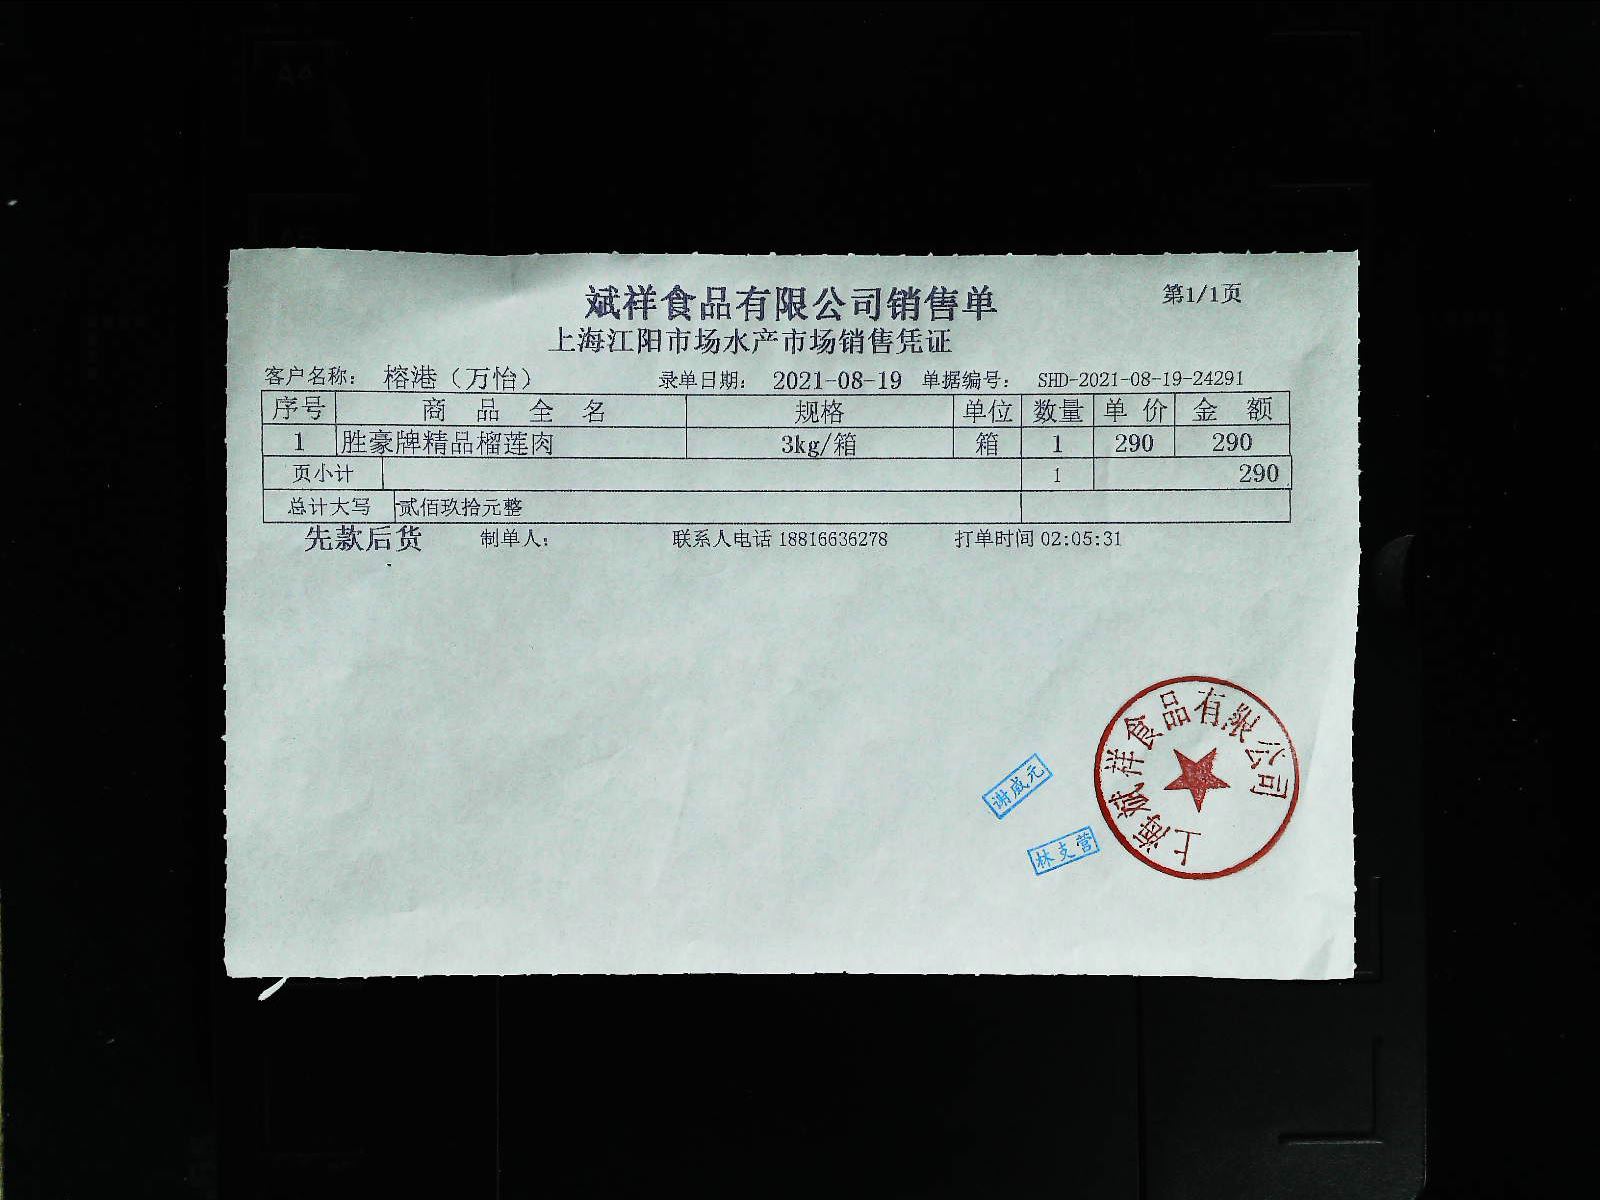 斌祥食品有限公司销售单 第1/1页
上海江阳市场水产市场销售凭证
客户名称： 榕港（万怡） 录单日期： 2021-08-19 单据编号： SHD-2021-08-19-24291
序号 商品全名 规格 单位 数量 单价 金额
1 胜豪牌精品榴莲肉 3kg/箱 箱 1 290 290
页小计 1 290
总计大写 贰佰玖拾元整
先款后货 制单人： 联系人电话 18816636278 打单时间 02:05:31
上海斌祥食品有限公司
谢威元
林支营